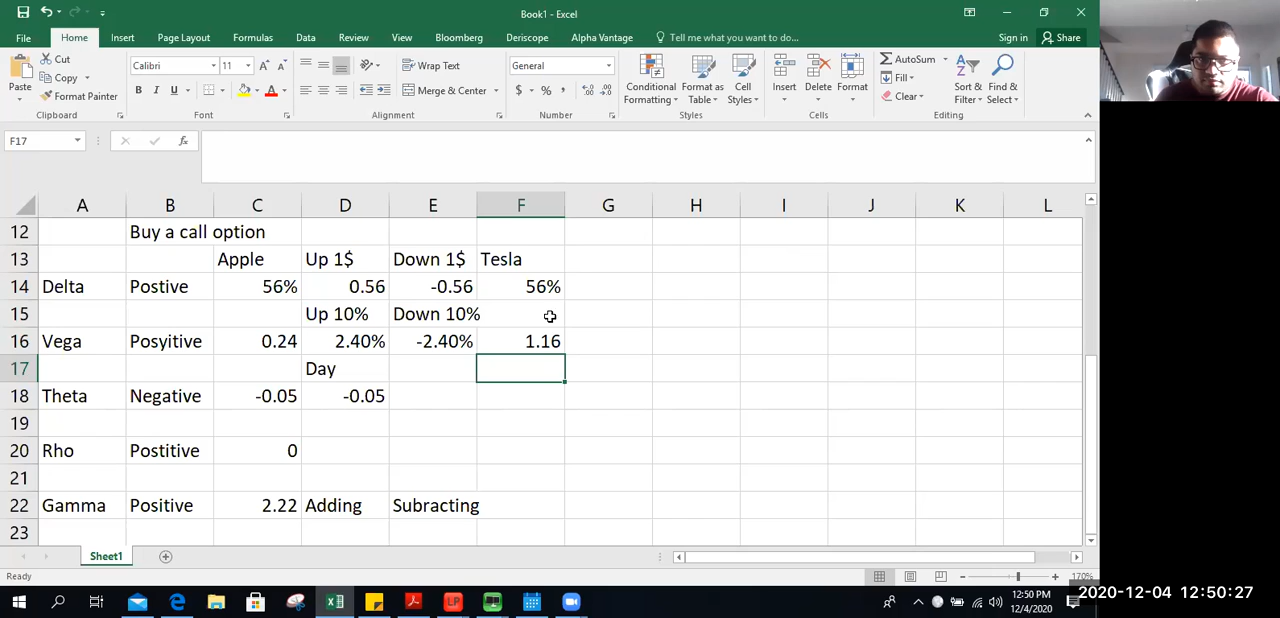 Book1 - Excel
File Home Insert Page Layout Formulas Data Review View Bloomberg Deriscope Alpha Vantage Tell me what you want to do... Sign in Share
Paste
Cut
Copy
Format Painter
Clipboard
Calibri 11
B I U
Font
Wrap Text
Merge & Center
Alignment
General
$ % ,
Number
Conditional Formatting
Format as Table
Cell Styles
Styles
Insert Delete Format
Cells
AutoSum
Fill
Clear
Sort & Filter
Find & Select
Editing
F17 fx
A B C D E F G H I J K L
12 Buy a call option
13 Apple Up 1$ Down 1$ Tesla
14 Delta Postive 56% 0.56 -0.56 56%
15 Up 10% Down 10%
16 Vega Posyitive 0.24 2.40% -2.40% 1.16
17 Day
18 Theta Negative -0.05 -0.05
19
20 Rho Postitive 0
21
22 Gamma Positive 2.22 Adding Subracting
23
Sheet1
Ready 170%
12:50 PM
12/4/2020
2020-12-04 12:50:27